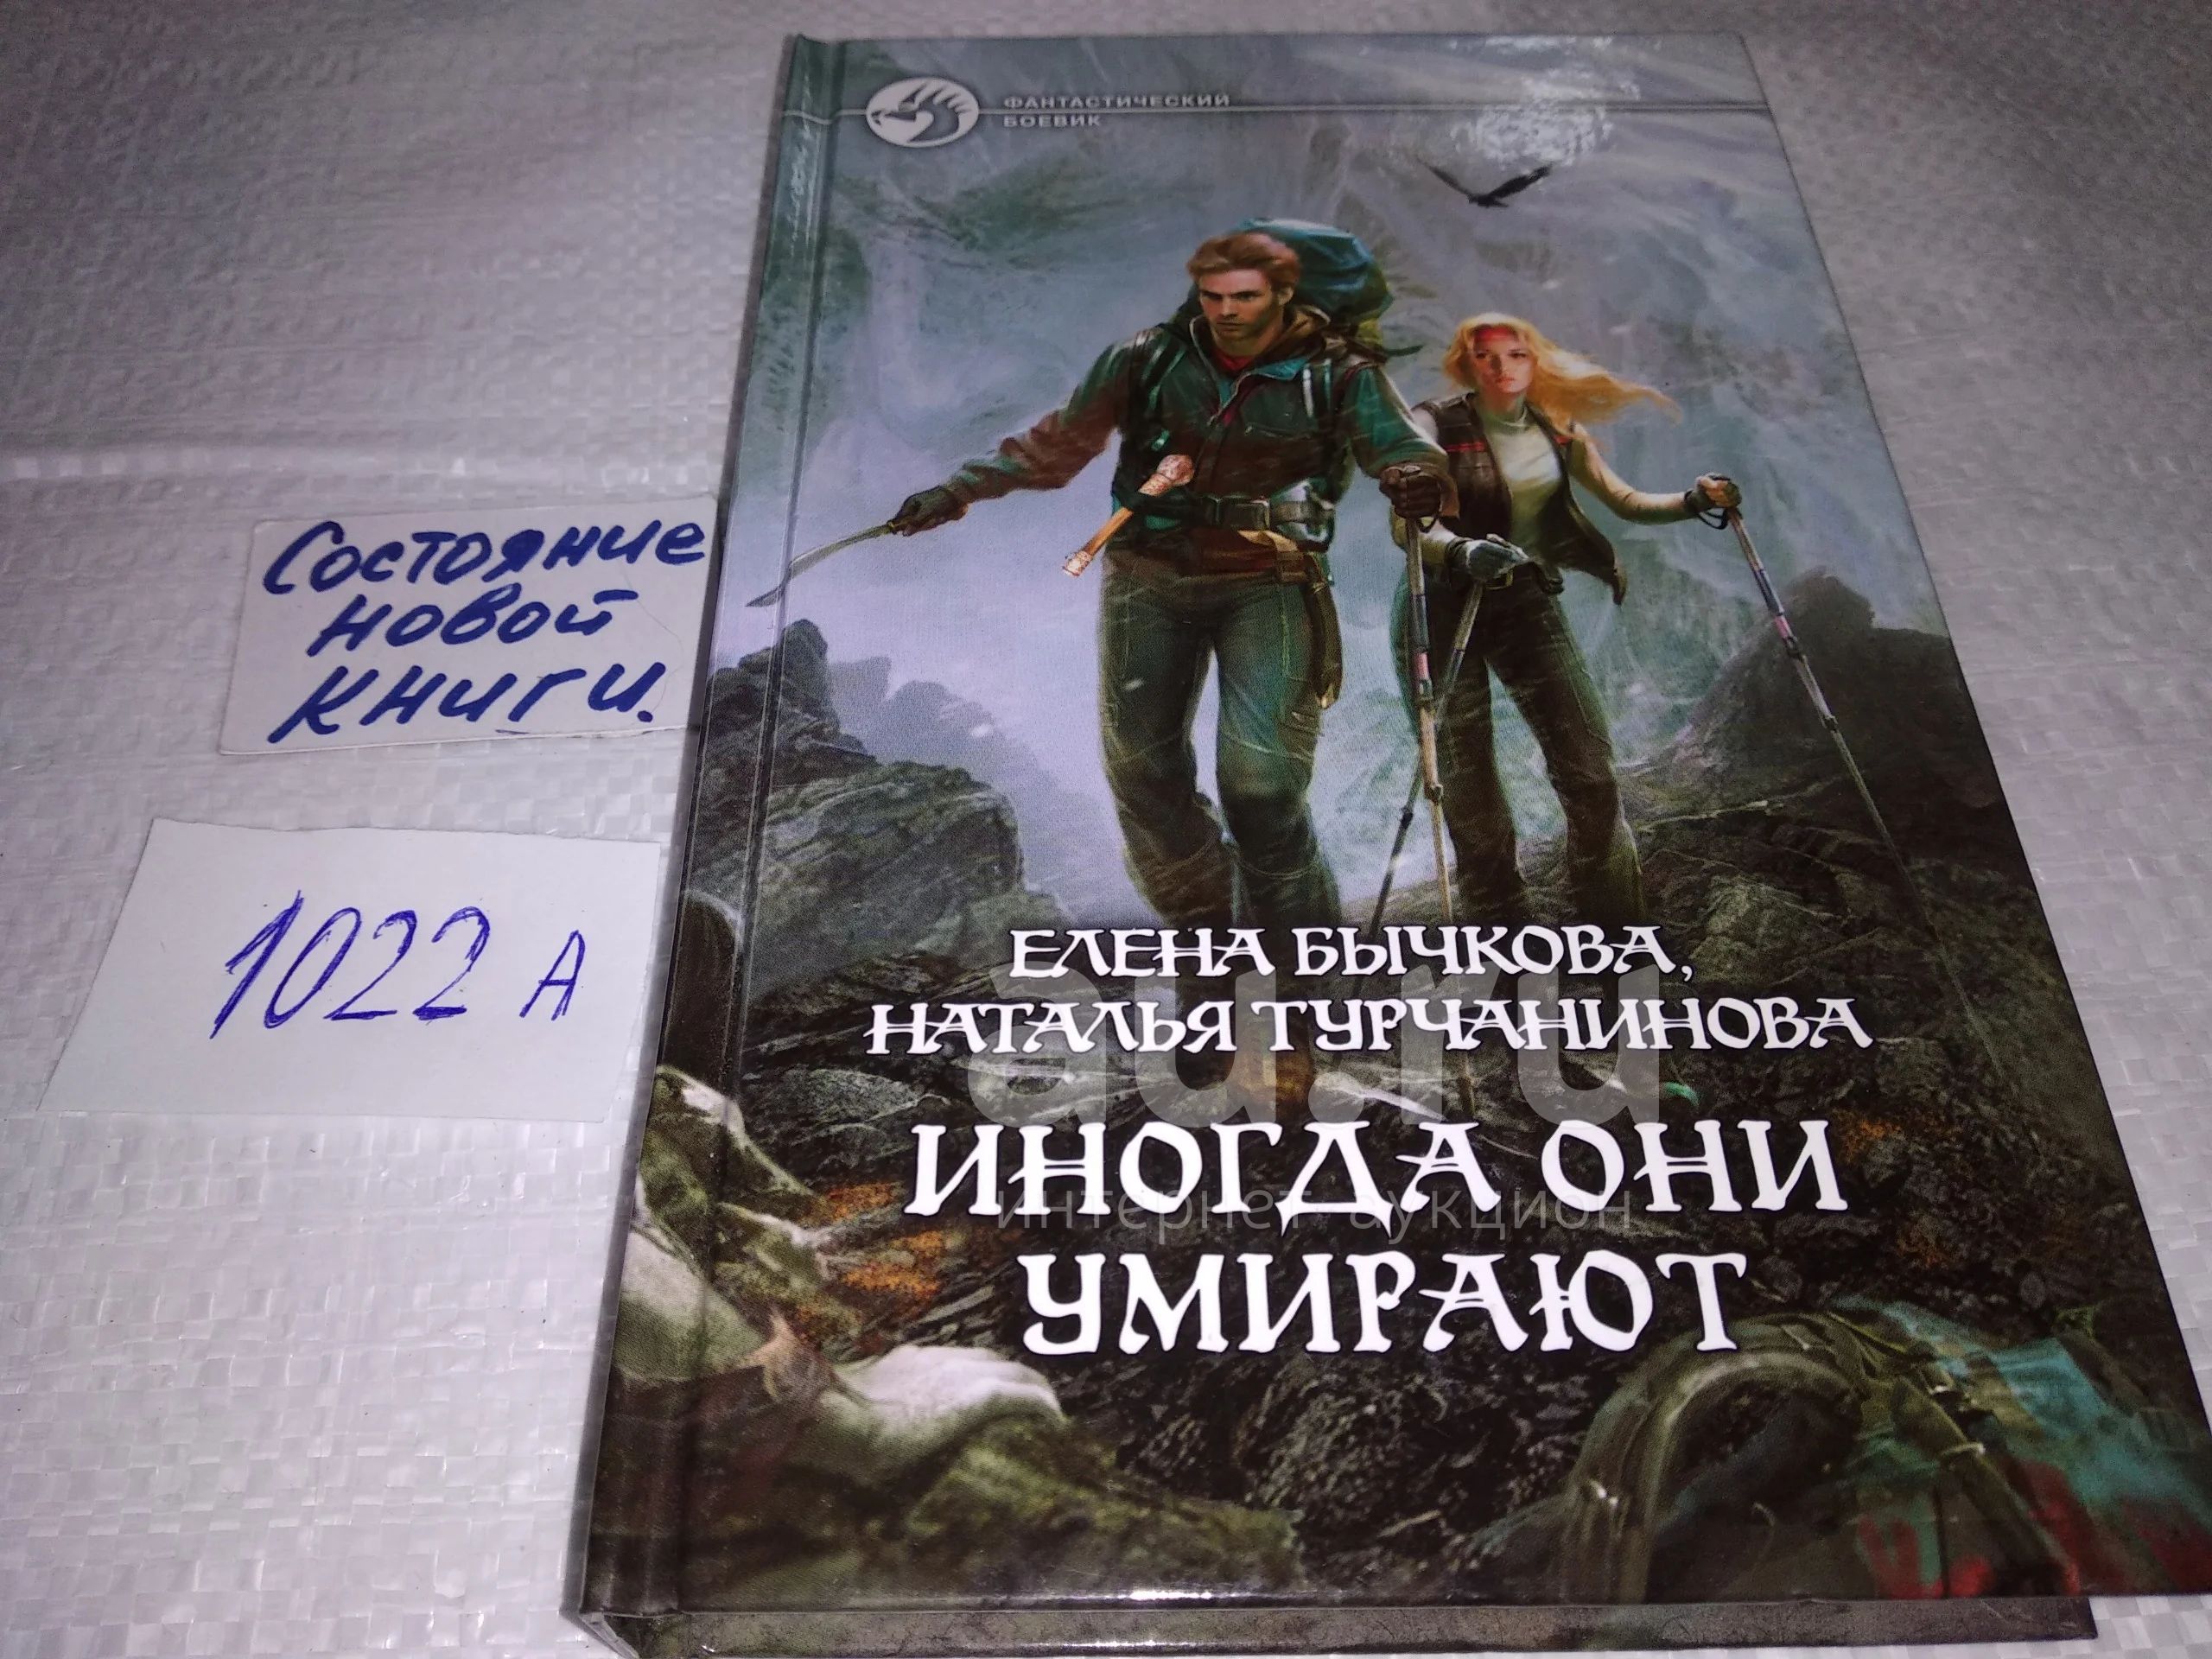 ФАНТАСТИЧЕСКИЙ
БОЕВИК
Состояние
новой
книги.
1022 А
ЕЛЕНА БЫЧКОВА,
НАТАЛЬЯ ТУРЧАНИНОВА
au.ru
ИНОГДА ОНИ
интернет аукцион
УМИРАЮТ